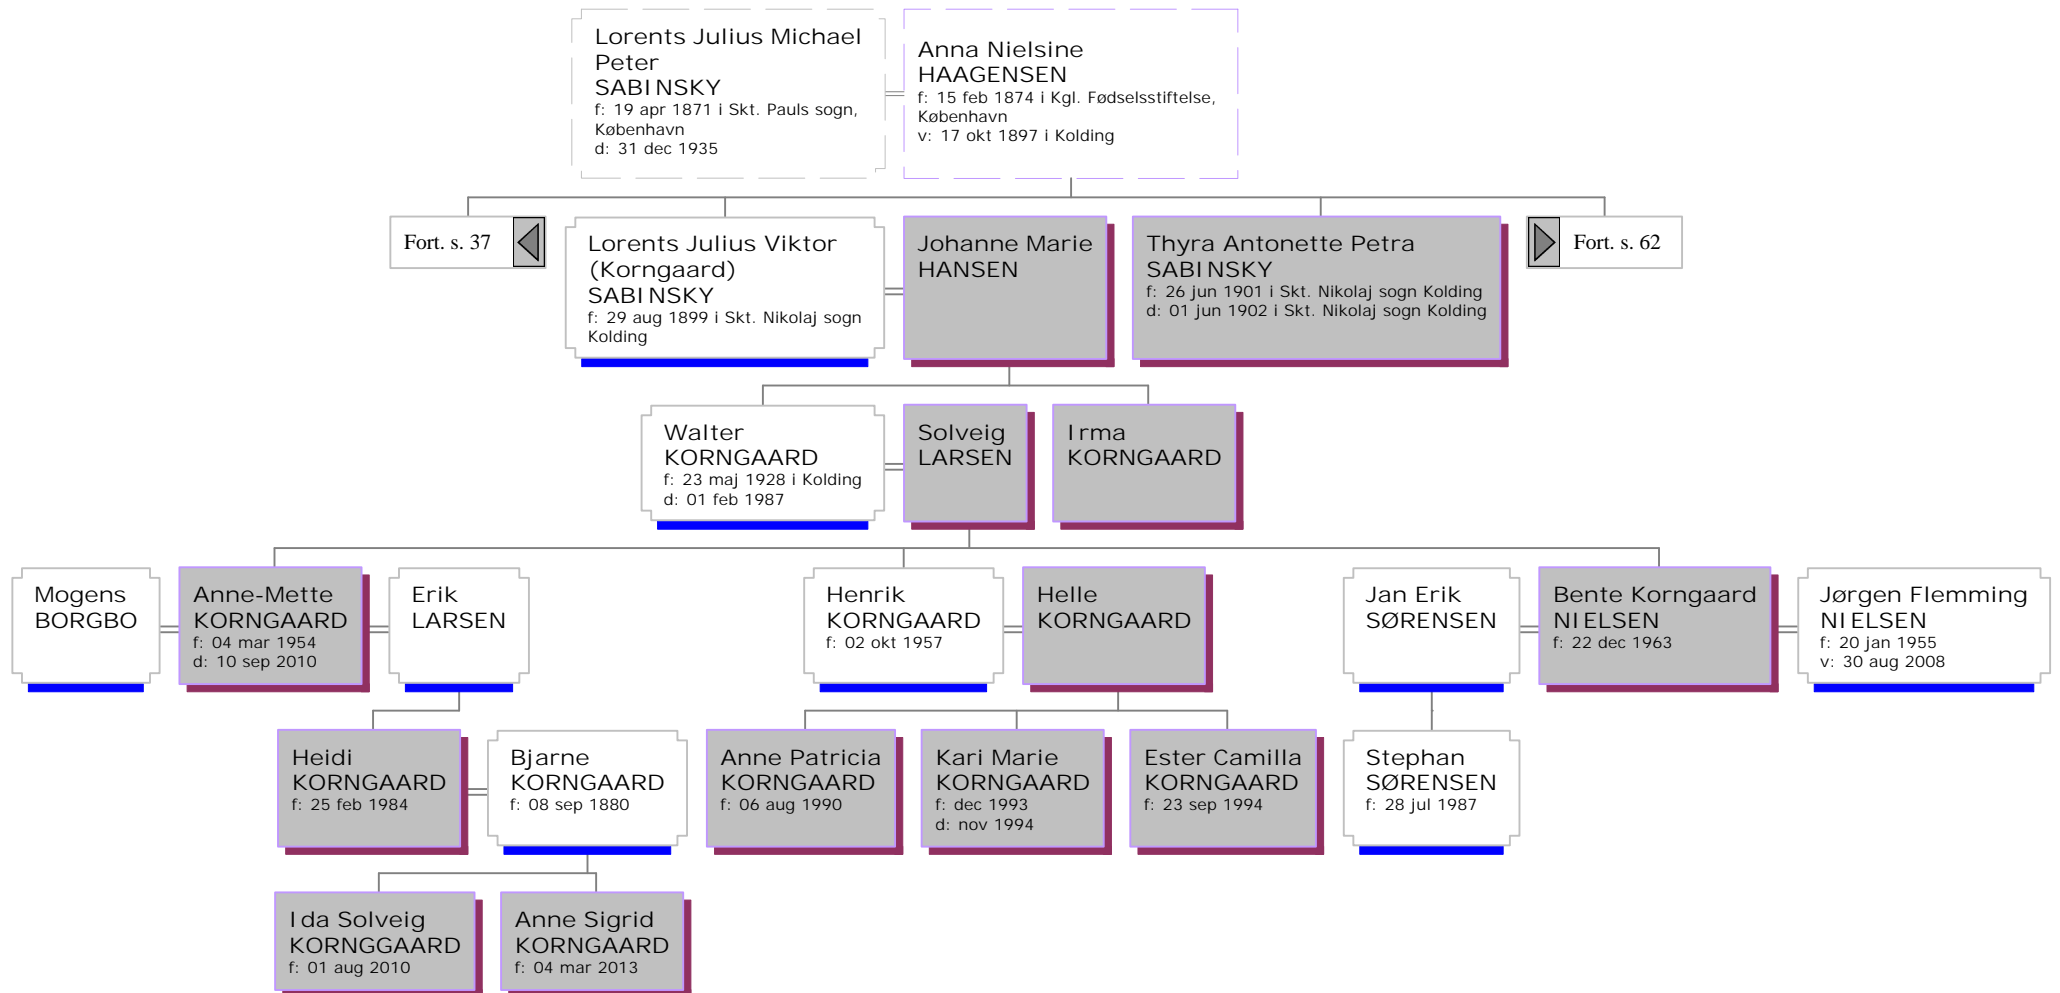 Lorents Julius Michael
Peter
SABINSKY
f: 19 apr 1871 i Skt. Pauls sogn,
København
d: 31 dec 1935
Anna Nielsine
HAAGENSEN
f: 15 feb 1874 i Kgl. Fødselsstiftelse,
København
v: 17 okt 1897 i Kolding
Fort. s. 37
Lorents Julius Viktor
(Korngaard)
SABINSKY
f: 29 aug 1899 i Skt. Nikolaj sogn
Kolding
Johanne Marie
HANSEN
Thyra Antonette Petra
SABINSKY
f: 26 jun 1901 i Skt. Nikolaj sogn Kolding
d: 01 jun 1902 i Skt. Nikolaj sogn Kolding
Fort. s. 62
Walter
KORNGAARD
f: 23 maj 1928 i Kolding
d: 01 feb 1987
Solveig
LARSEN
Irma
KORNGAARD
Mogens
BORGBO
Anne-Mette
KORNGAARD
f: 04 mar 1954
d: 10 sep 2010
Erik
LARSEN
Henrik
KORNGAARD
f: 02 okt 1957
Helle
KORNGAARD
Jan Erik
SØRENSEN
Bente Korngaard
NIELSEN
f: 22 dec 1963
Jørgen Flemming
NIELSEN
f: 20 jan 1955
v: 30 aug 2008
Heidi
KORNGAARD
f: 25 feb 1984
Bjarne
KORNGAARD
f: 08 sep 1880
Anne Patricia
KORNGAARD
f: 06 aug 1990
Kari Marie
KORNGAARD
f: dec 1993
d: nov 1994
Ester Camilla
KORNGAARD
f: 23 sep 1994
Stephan
SØRENSEN
f: 28 jul 1987
Ida Solveig
KORNGGAARD
f: 01 aug 2010
Anne Sigrid
KORNGAARD
f: 04 mar 2013